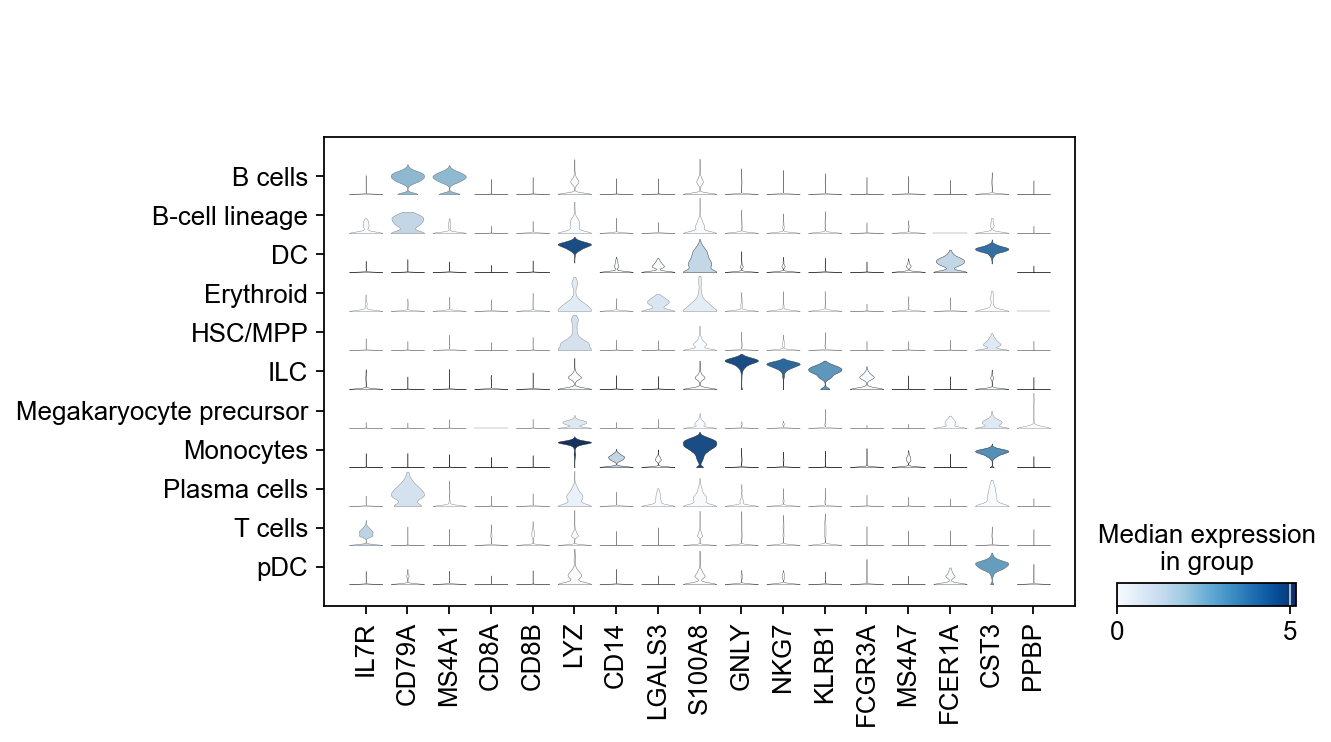 B cells
B-cell lineage
DC
Erythroid
HSC/MPP
ILC
Megakaryocyte precursor
Monocytes
Plasma cells
T cells
pDC
IL7R
CD79A
MS4A1
CD8A
CD8B
LYZ
CD14
LGALS3
S100A8
GNLY
NKG7
KLRB1
FCGR3A
MS4A7
FCER1A
CST3
PPBP
Median expression
in group
0 5